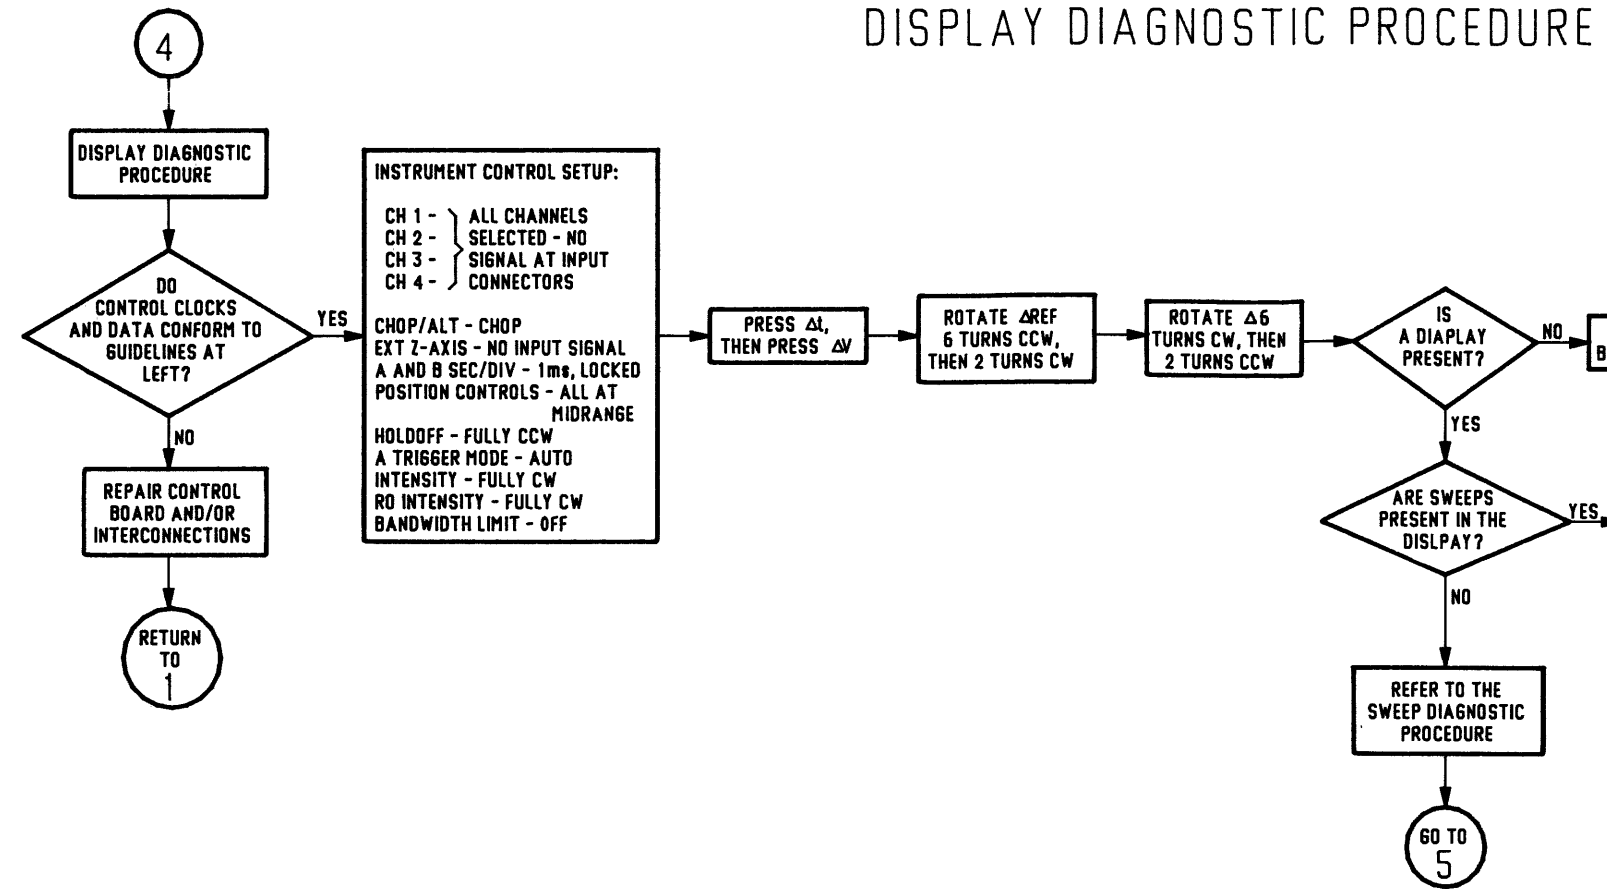 DISPLAY DIAGNOSTIC PROCEDURE
4
DISPLAY DIAGNOSTIC
PROCEDURE
DO
CONTROL CLOCKS
AND DATA CONFORM TO
GUIDELINES AT
LEFT?
YES
NO
REPAIR CONTROL
BOARD AND/OR
INTERCONNECTIONS
RETURN
TO
1
INSTRUMENT CONTROL SETUP:
CH 1 - ALL CHANNELS
CH 2 - SELECTED - NO
CH 3 - SIGNAL AT INPUT
CH 4 - CONNECTORS
CHOP/ALT - CHOP
EXT Z-AXIS - NO INPUT SIGNAL
A AND B SEC/DIV - 1ms, LOCKED
POSITION CONTROLS - ALL AT
MIDRANGE
HOLDOFF - FULLY CCW
A TRIGGER MODE - AUTO
INTENSITY - FULLY CW
RO INTENSITY - FULLY CW
BANDWIDTH LIMIT - OFF
PRESS Δt,
THEN PRESS ΔV
ROTATE ΔREF
6 TURNS CCW,
THEN 2 TURNS CW
ROTATE Δ6
TURNS CW, THEN
2 TURNS CCW
IS
A DIAPLAY
PRESENT?
NO
B
YES
ARE SWEEPS
PRESENT IN THE
DISLPAY?
YES
NO
REFER TO THE
SWEEP DIAGNOSTIC
PROCEDURE
GO TO
5